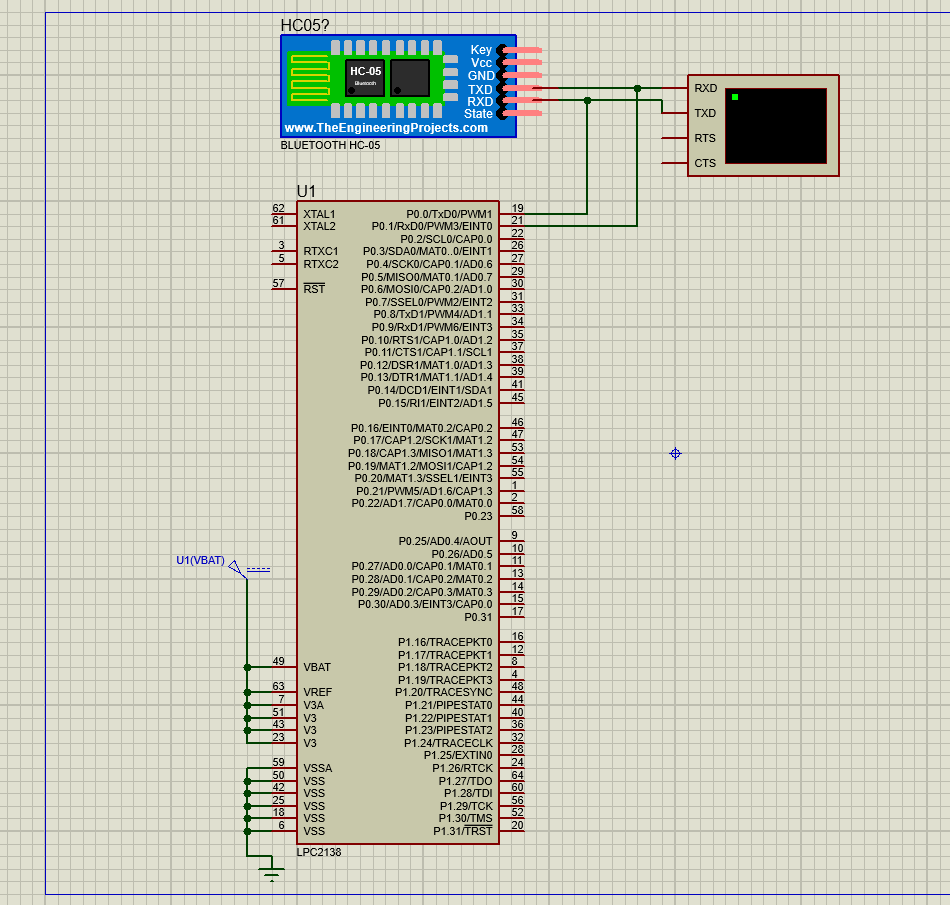 HC05?
HC-05
Bluetooth
Key
Vcc
GND
TXD
RXD
State
www.TheEngineeringProjects.com
BLUETOOTH HC-05
RXD
TXD
RTS
CTS
U1
62 XTAL1 P0.0/TxD0/PWM1 19
61 XTAL2 P0.1/RxD0/PWM3/EINT0 21
P0.2/SCL0/CAP0.0 22
3 RTXC1 P0.3/SDA0/MAT0..0/EINT1 26
5 RTXC2 P0.4/SCK0/CAP0.1/AD0.6 27
P0.5/MISO0/MAT0.1/AD0.7 29
57 RST P0.6/MOSI0/CAP0.2/AD1.0 30
P0.7/SSEL0/PWM2/EINT2 31
P0.8/TxD1/PWM4/AD1.1 33
P0.9/RxD1/PWM6/EINT3 34
P0.10/RTS1/CAP1.0/AD1.2 35
P0.11/CTS1/CAP1.1/SCL1 37
P0.12/DSR1/MAT1.0/AD1.3 38
P0.13/DTR1/MAT1.1/AD1.4 39
P0.14/DCD1/EINT1/SDA1 41
P0.15/RI1/EINT2/AD1.5 45
P0.16/EINT0/MAT0.2/CAP0.2 46
P0.17/CAP1.2/SCK1/MAT1.2 47
P0.18/CAP1.3/MISO1/MAT1.3 53
P0.19/MAT1.2/MOSI1/CAP1.2 54
P0.20/MAT1.3/SSEL1/EINT3 55
P0.21/PWM5/AD1.6/CAP1.3 1
P0.22/AD1.7/CAP0.0/MAT0.0 2
P0.23 58
P0.25/AD0.4/AOUT 9
P0.26/AD0.5 10
U1(VBAT)
P0.27/AD0.0/CAP0.1/MAT0.1 11
P0.28/AD0.1/CAP0.2/MAT0.2 13
P0.29/AD0.2/CAP0.3/MAT0.3 14
P0.30/AD0.3/EINT3/CAP0.0 15
P0.31 17
P1.16/TRACEPKT0 16
P1.17/TRACEPKT1 12
49 VBAT P1.18/TRACEPKT2 8
P1.19/TRACEPKT3 4
63 VREF P1.20/TRACESYNC 48
7 V3A P1.21/PIPESTAT0 44
51 V3 P1.22/PIPESTAT1 40
43 V3 P1.23/PIPESTAT2 36
23 V3 P1.24/TRACECLK 32
P1.25/EXTIN0 28
59 VSSA P1.26/RTCK 24
50 VSS P1.27/TDO 64
42 VSS P1.28/TDI 60
25 VSS P1.29/TCK 56
18 VSS P1.30/TMS 52
6 VSS P1.31/TRST 20
LPC2138